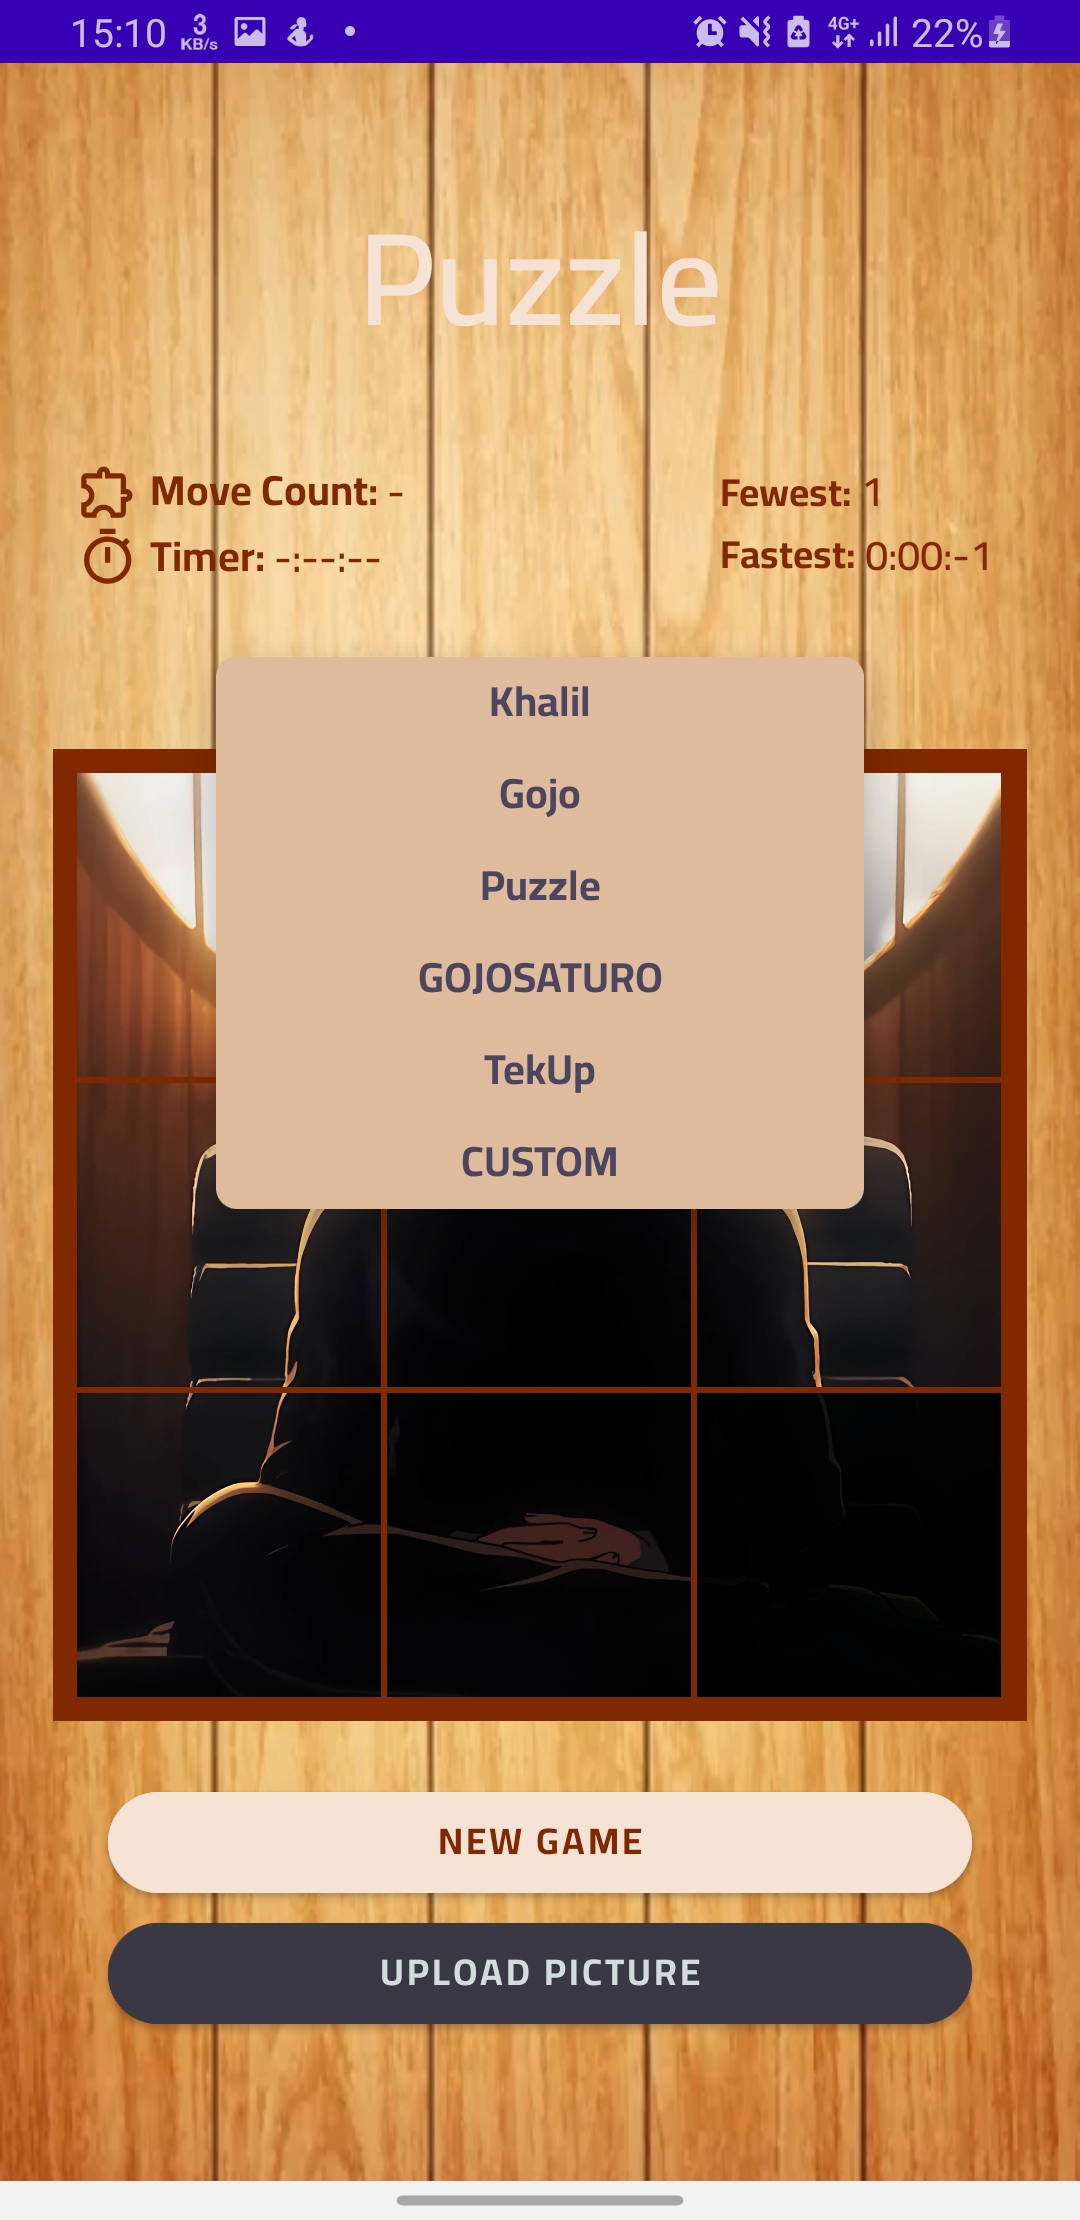 15:10 3 KB/s 4G+ 22%
Puzzle
Move Count: - Fewest: 1
Timer: -:--:-- Fastest: 0:00:-1
Khalil
Gojo
Puzzle
GOJOSATURO
TekUp
CUSTOM
NEW GAME
UPLOAD PICTURE